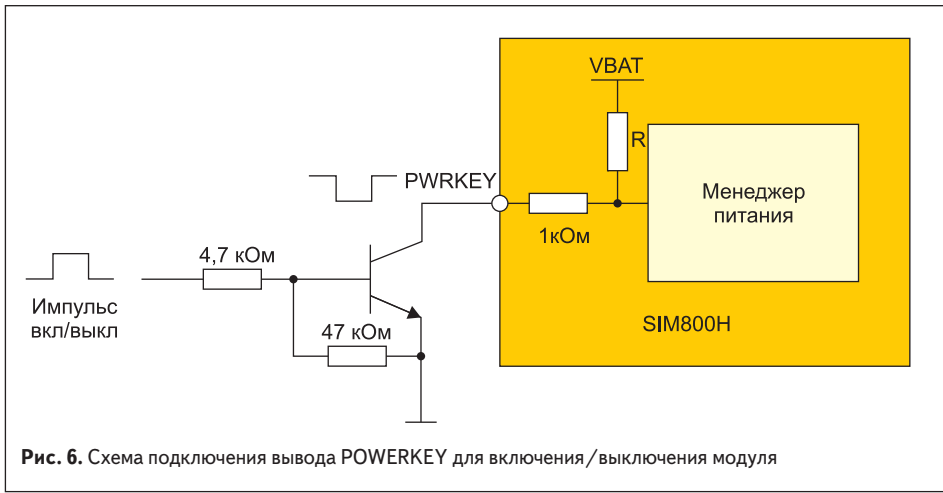 VBAT
R
PWRKEY
Менеджер
питания
1кОм
4,7 кОм
Импульс
вкл/выкл
47 кОм
SIM800H
Рис. 6. Схема подключения вывода POWERKEY для включения/выключения модуля